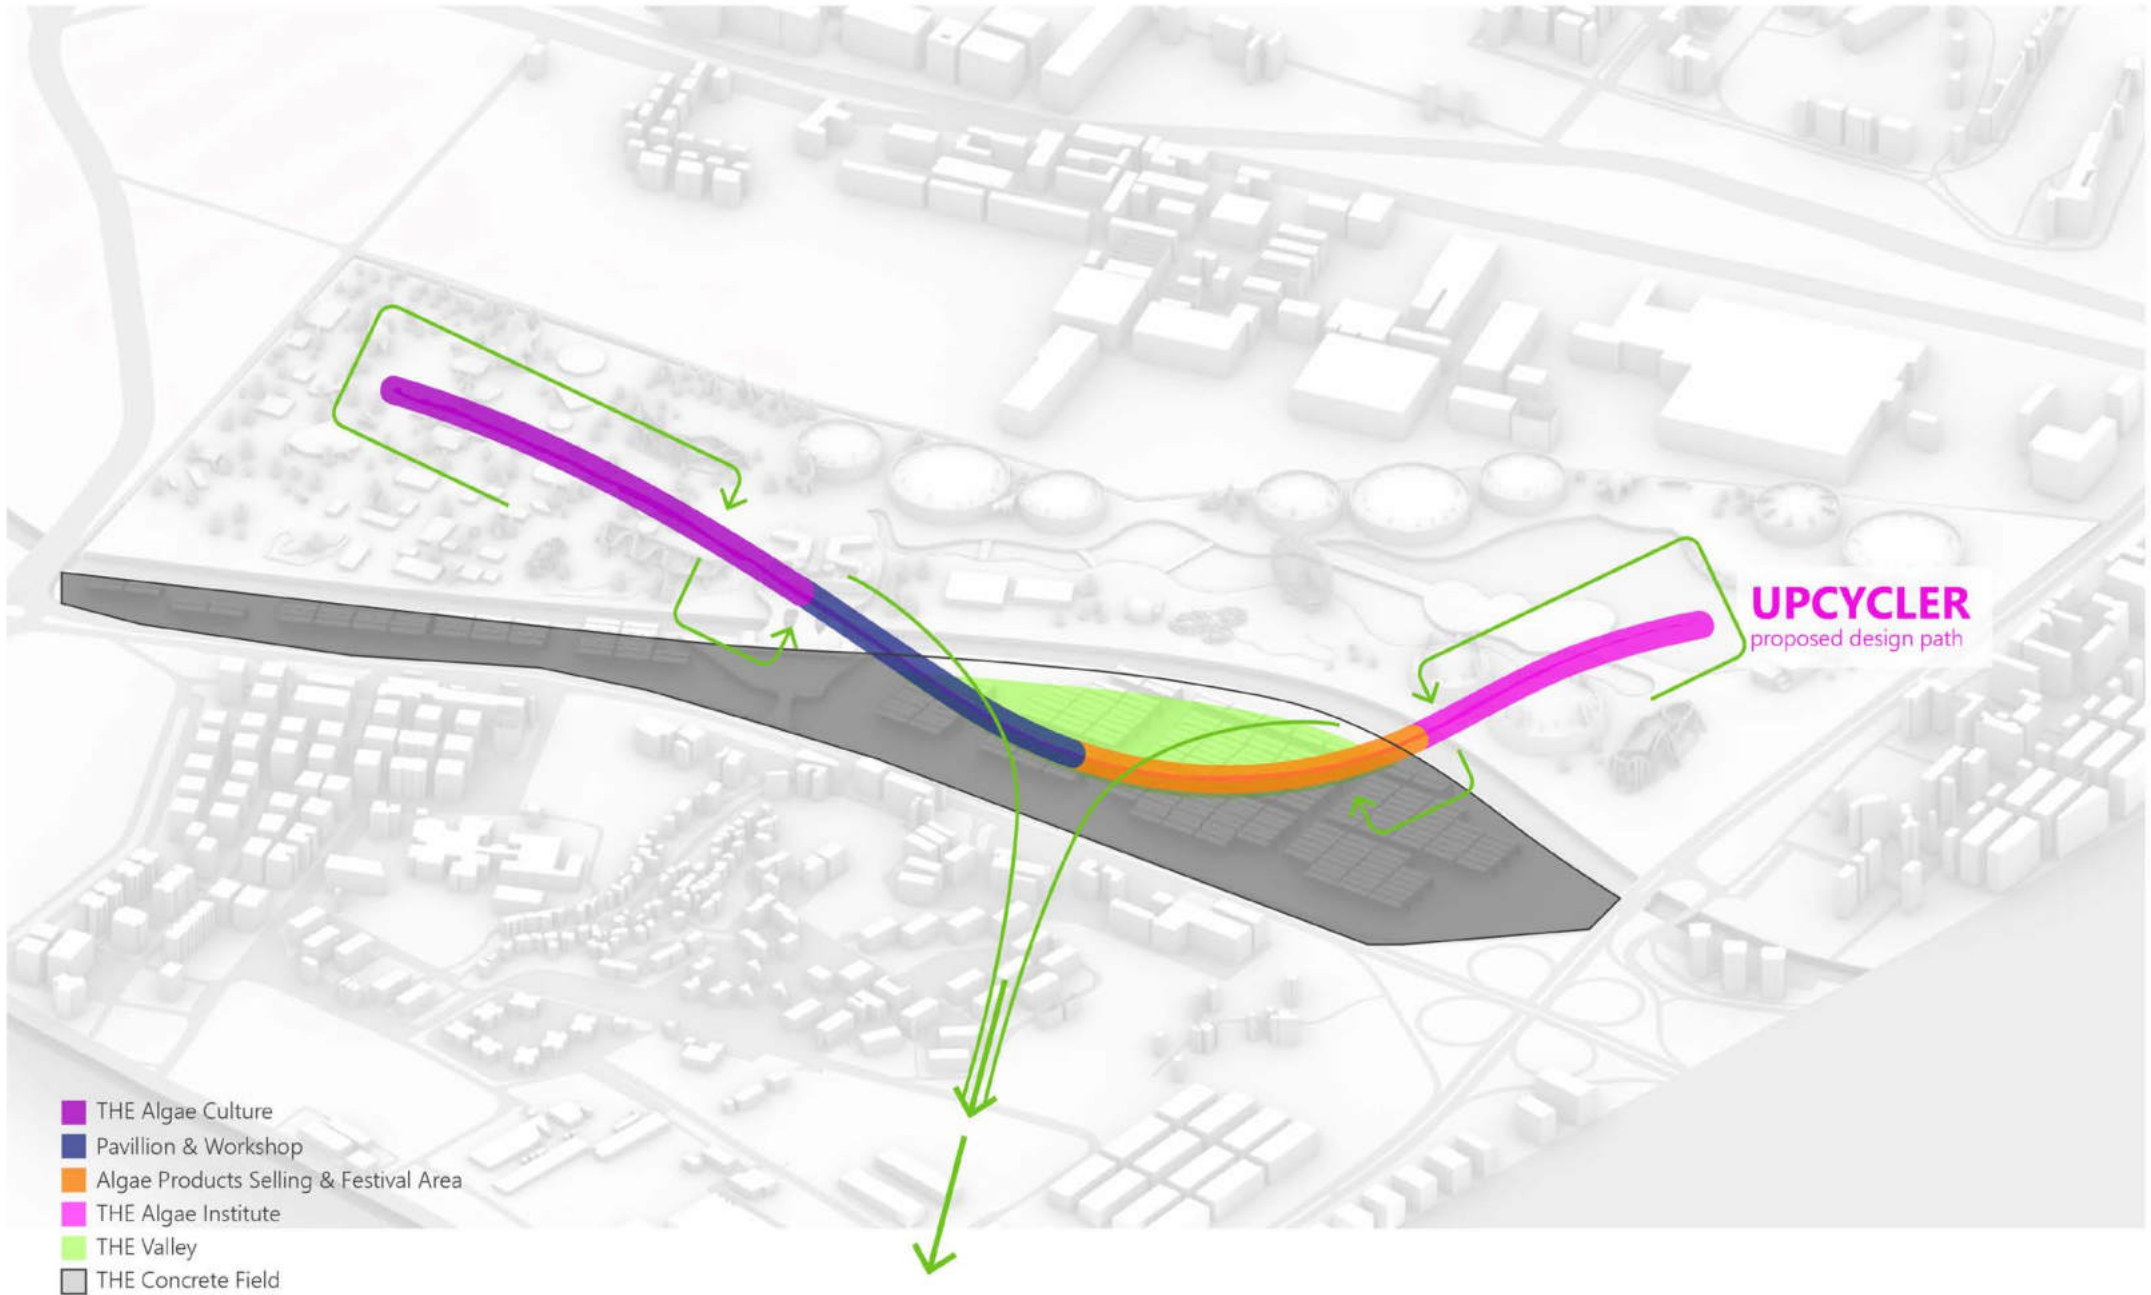 UPCYCLER
proposed design path
THE Algae Culture
Pavillion & Workshop
Algae Products Selling & Festival Area
THE Algae Institute
THE Valley
THE Concrete Field